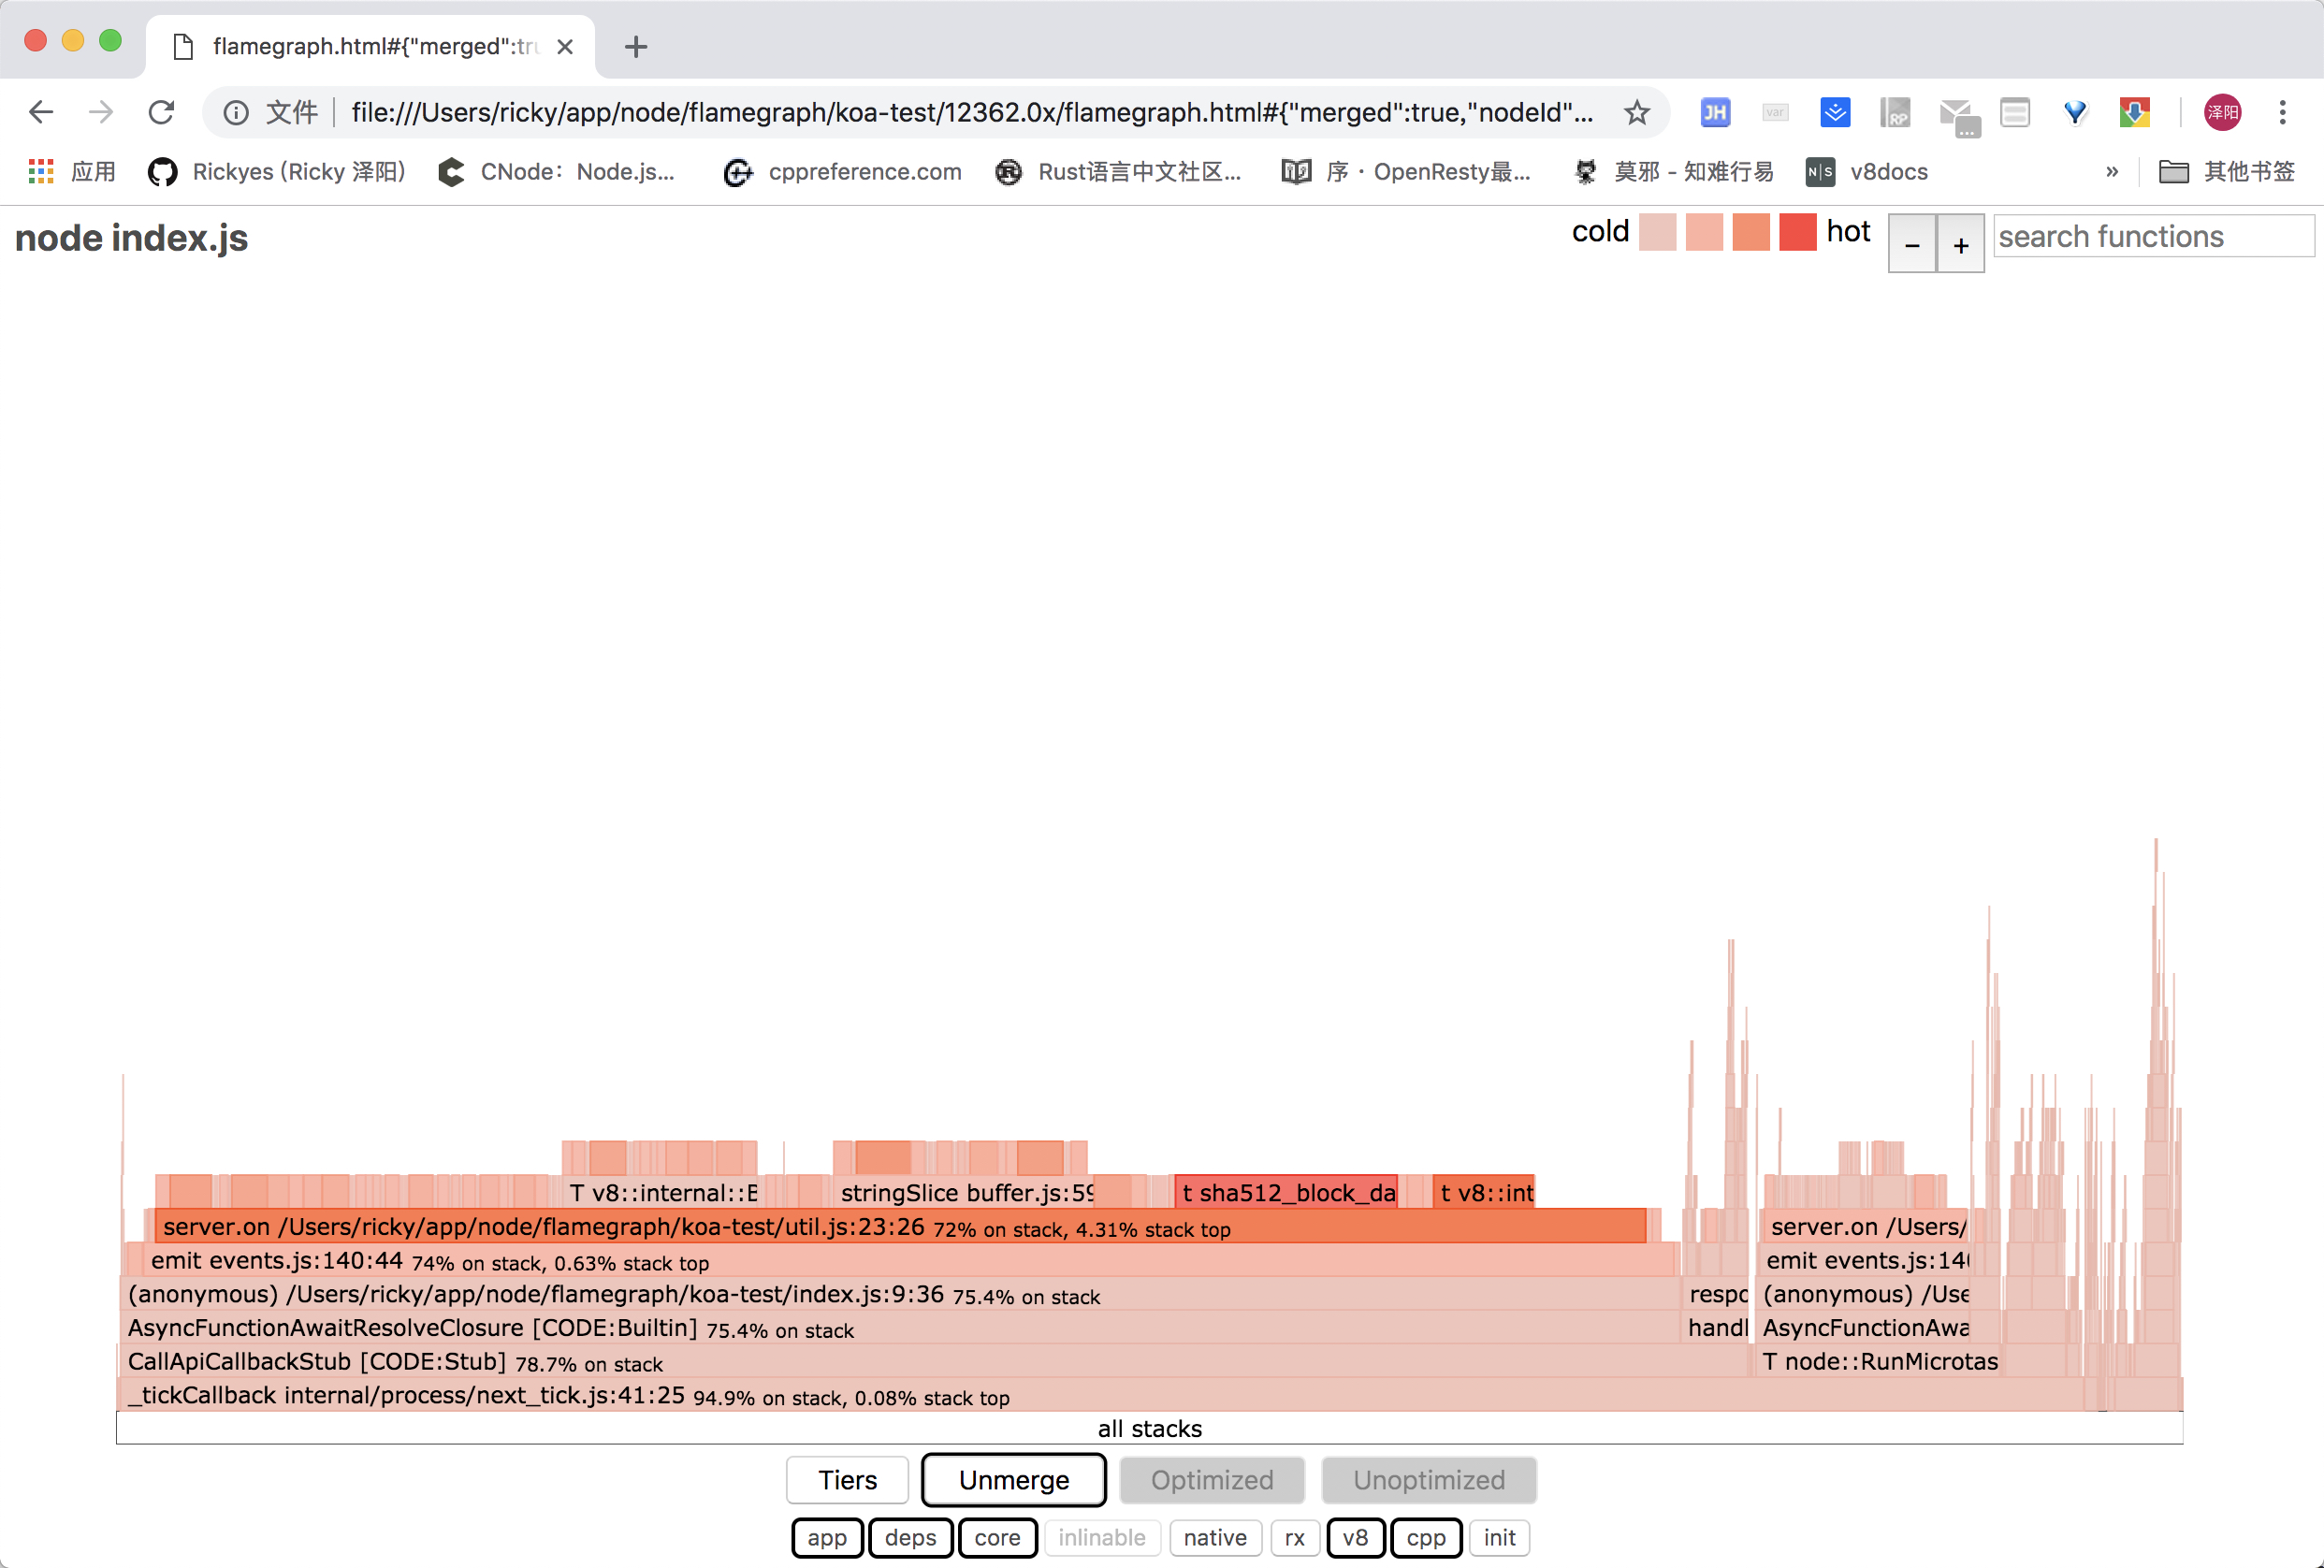 flamegraph.html#{"merged":tru
文件 file:///Users/ricky/app/node/flamegraph/koa-test/12362.0x/flamegraph.html#{"merged":true,"nodeId"... JH var RP 泽阳
应用 Rickyes (Ricky 泽阳) CNode：Node.js... cppreference.com Rust语言中文社区... 序 · OpenResty最... 莫邪 - 知难行易 N|S v8docs » 其他书签
node index.js cold hot - + search functions
T v8::internal::B stringSlice buffer.js:59 t sha512_block_da t v8::int
server.on /Users/ricky/app/node/flamegraph/koa-test/util.js:23:26 72% on stack, 4.31% stack top server.on /Users/
emit events.js:140:44 74% on stack, 0.63% stack top emit events.js:140
(anonymous) /Users/ricky/app/node/flamegraph/koa-test/index.js:9:36 75.4% on stack respo (anonymous) /Use
AsyncFunctionAwaitResolveClosure [CODE:Builtin] 75.4% on stack handl AsyncFunctionAwa
CallApiCallbackStub [CODE:Stub] 78.7% on stack T node::RunMicrotas
_tickCallback internal/process/next_tick.js:41:25 94.9% on stack, 0.08% stack top
all stacks
Tiers Unmerge Optimized Unoptimized
app deps core inlinable native rx v8 cpp init